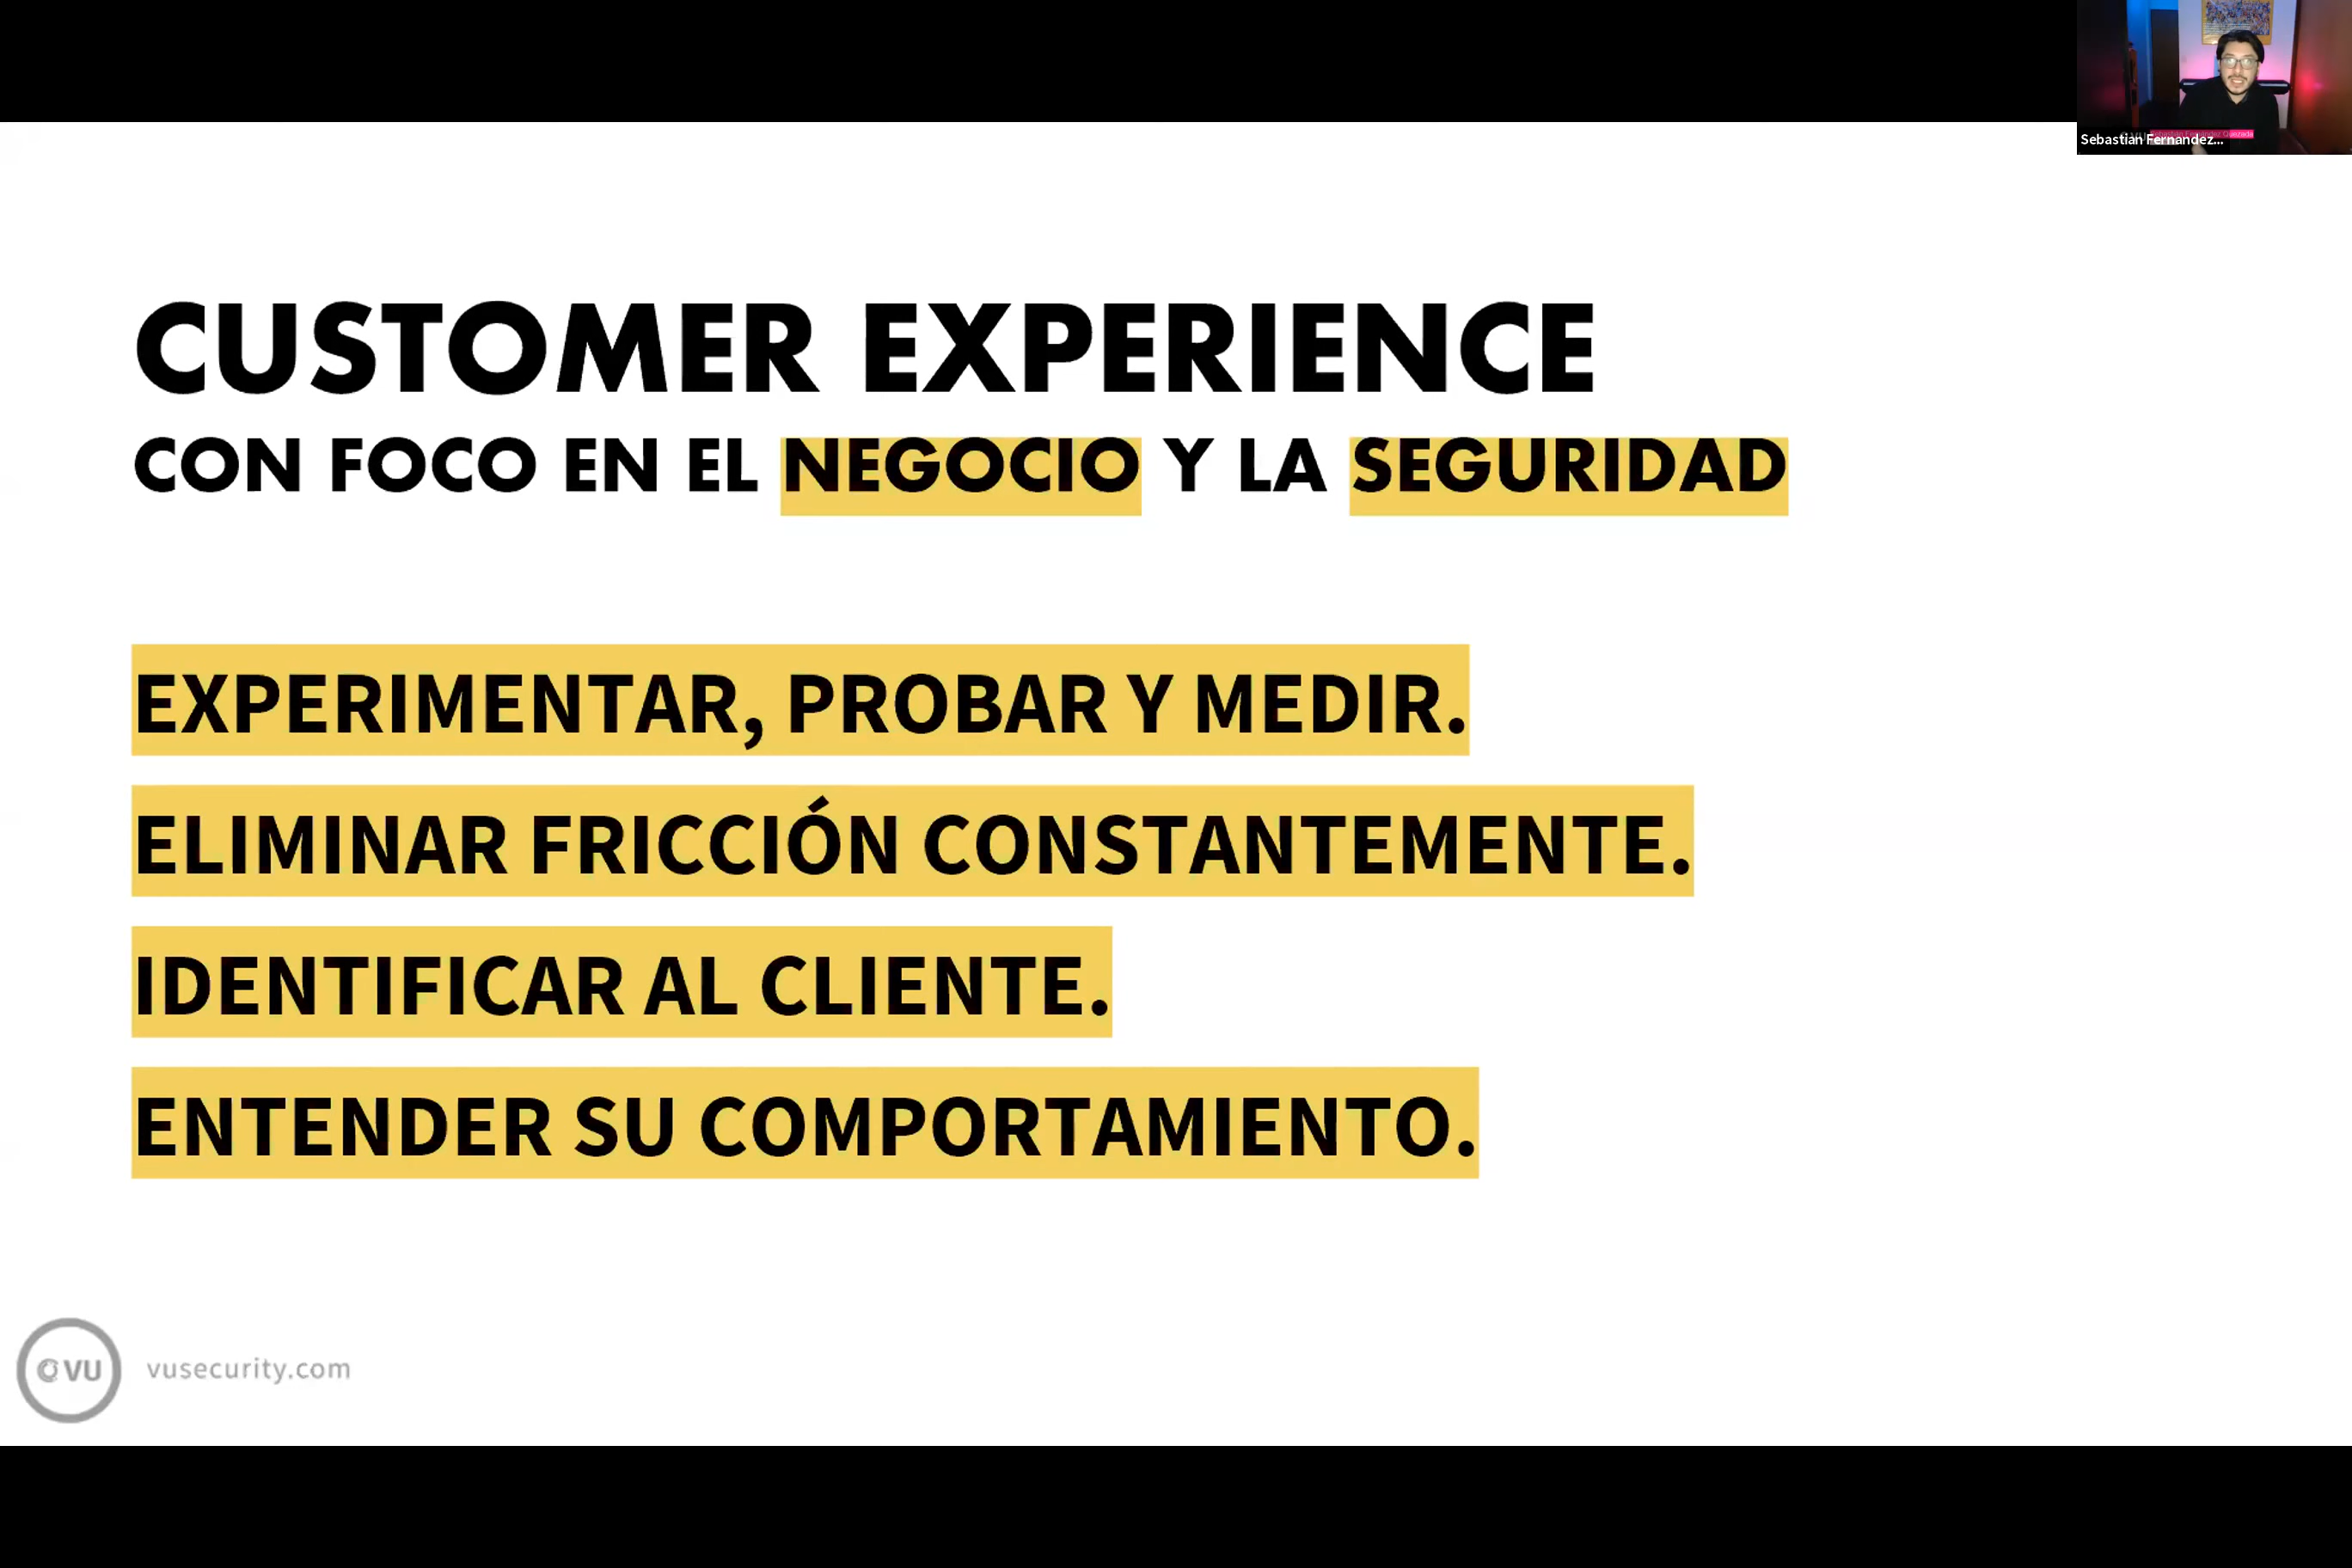 Sebastian Fernandez...
CUSTOMER EXPERIENCE
CON FOCO EN EL NEGOCIO Y LA SEGURIDAD
EXPERIMENTAR, PROBAR Y MEDIR.
ELIMINAR FRICCIÓN CONSTANTEMENTE.
IDENTIFICAR AL CLIENTE.
ENTENDER SU COMPORTAMIENTO.
VU
vusecurity.com